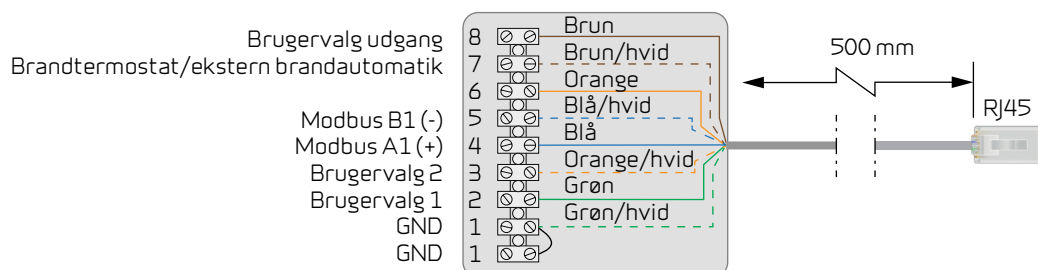 Brugervalg udgang 8 Brun
Brandtermostat/ekstern brandautomatik 7 Brun/hvid
6 Orange
Modbus B1 (-) 5 Blå/hvid
Modbus A1 (+) 4 Blå
Brugervalg 2 3 Orange/hvid
Brugervalg 1 2 Grøn
GND 1 Grøn/hvid
GND 1
500 mm
RJ45